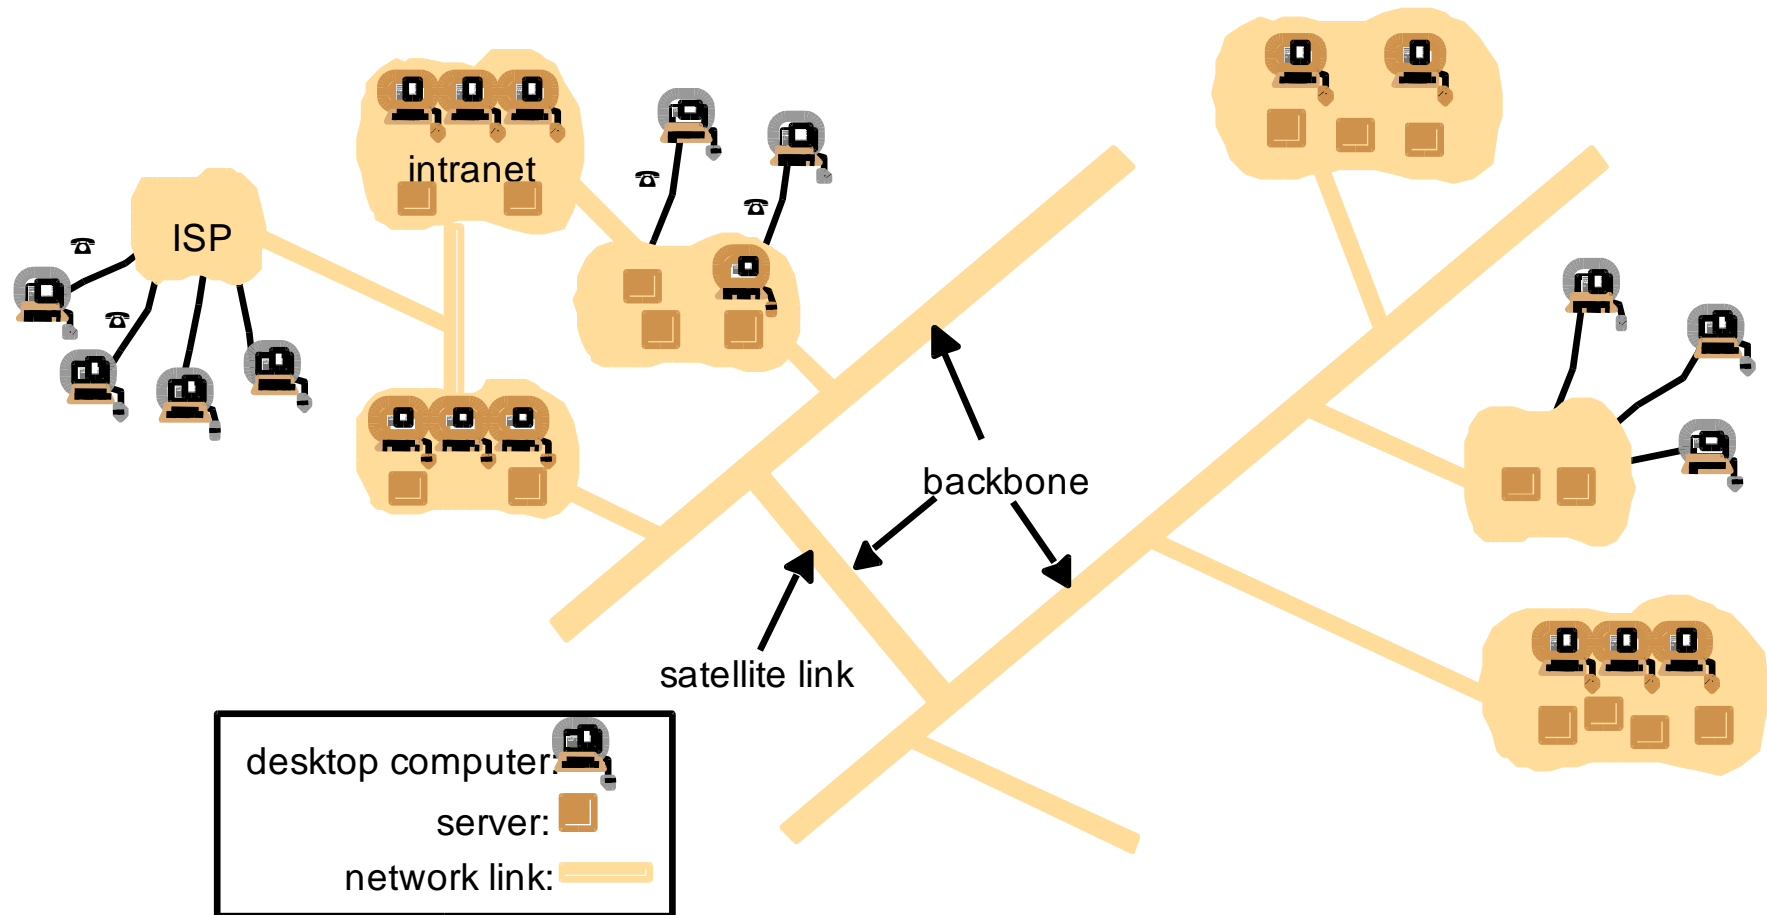 intranet
ISP
backbone
satellite link
desktop computer:
server:
network link: